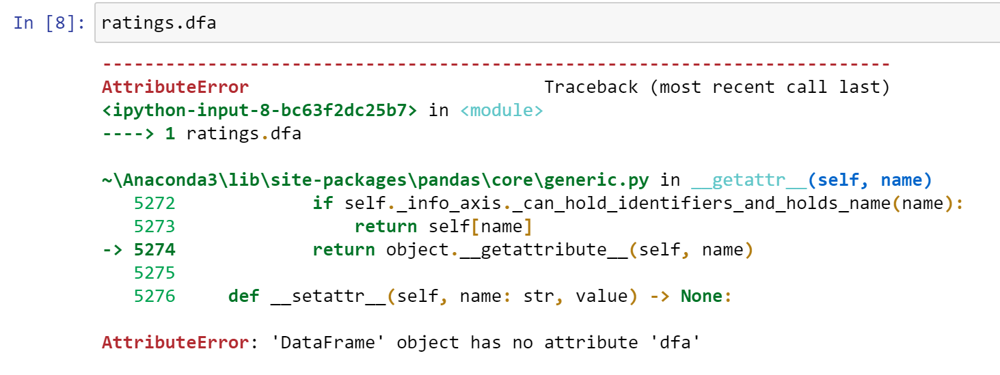 In [8]: ratings.dfa
---------------------------------------------------------------------------
AttributeError                            Traceback (most recent call last)
<ipython-input-8-bc63f2dc25b7> in <module>
----> 1 ratings.dfa

~\Anaconda3\lib\site-packages\pandas\core\generic.py in __getattr__(self, name)
   5272             if self._info_axis._can_hold_identifiers_and_holds_name(name):
   5273                 return self[name]
-> 5274             return object.__getattribute__(self, name)
   5275
   5276     def __setattr__(self, name: str, value) -> None:

AttributeError: 'DataFrame' object has no attribute 'dfa'